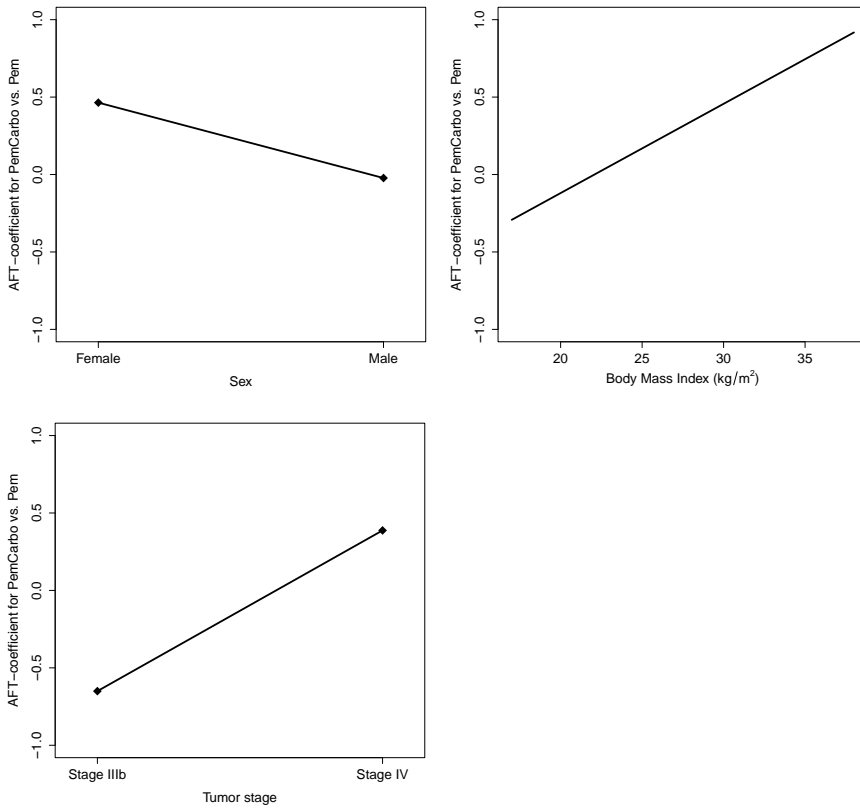 AFT−coefficient for PemCarbo vs. Pem
1.0
0.5
0.0
−0.5
−1.0
Female
Male
Sex
AFT−coefficient for PemCarbo vs. Pem
1.0
0.5
0.0
−0.5
−1.0
20
25
30
35
Body Mass Index (kg/m²)
AFT−coefficient for PemCarbo vs. Pem
1.0
0.5
0.0
−0.5
−1.0
Stage IIIb
Stage IV
Tumor stage